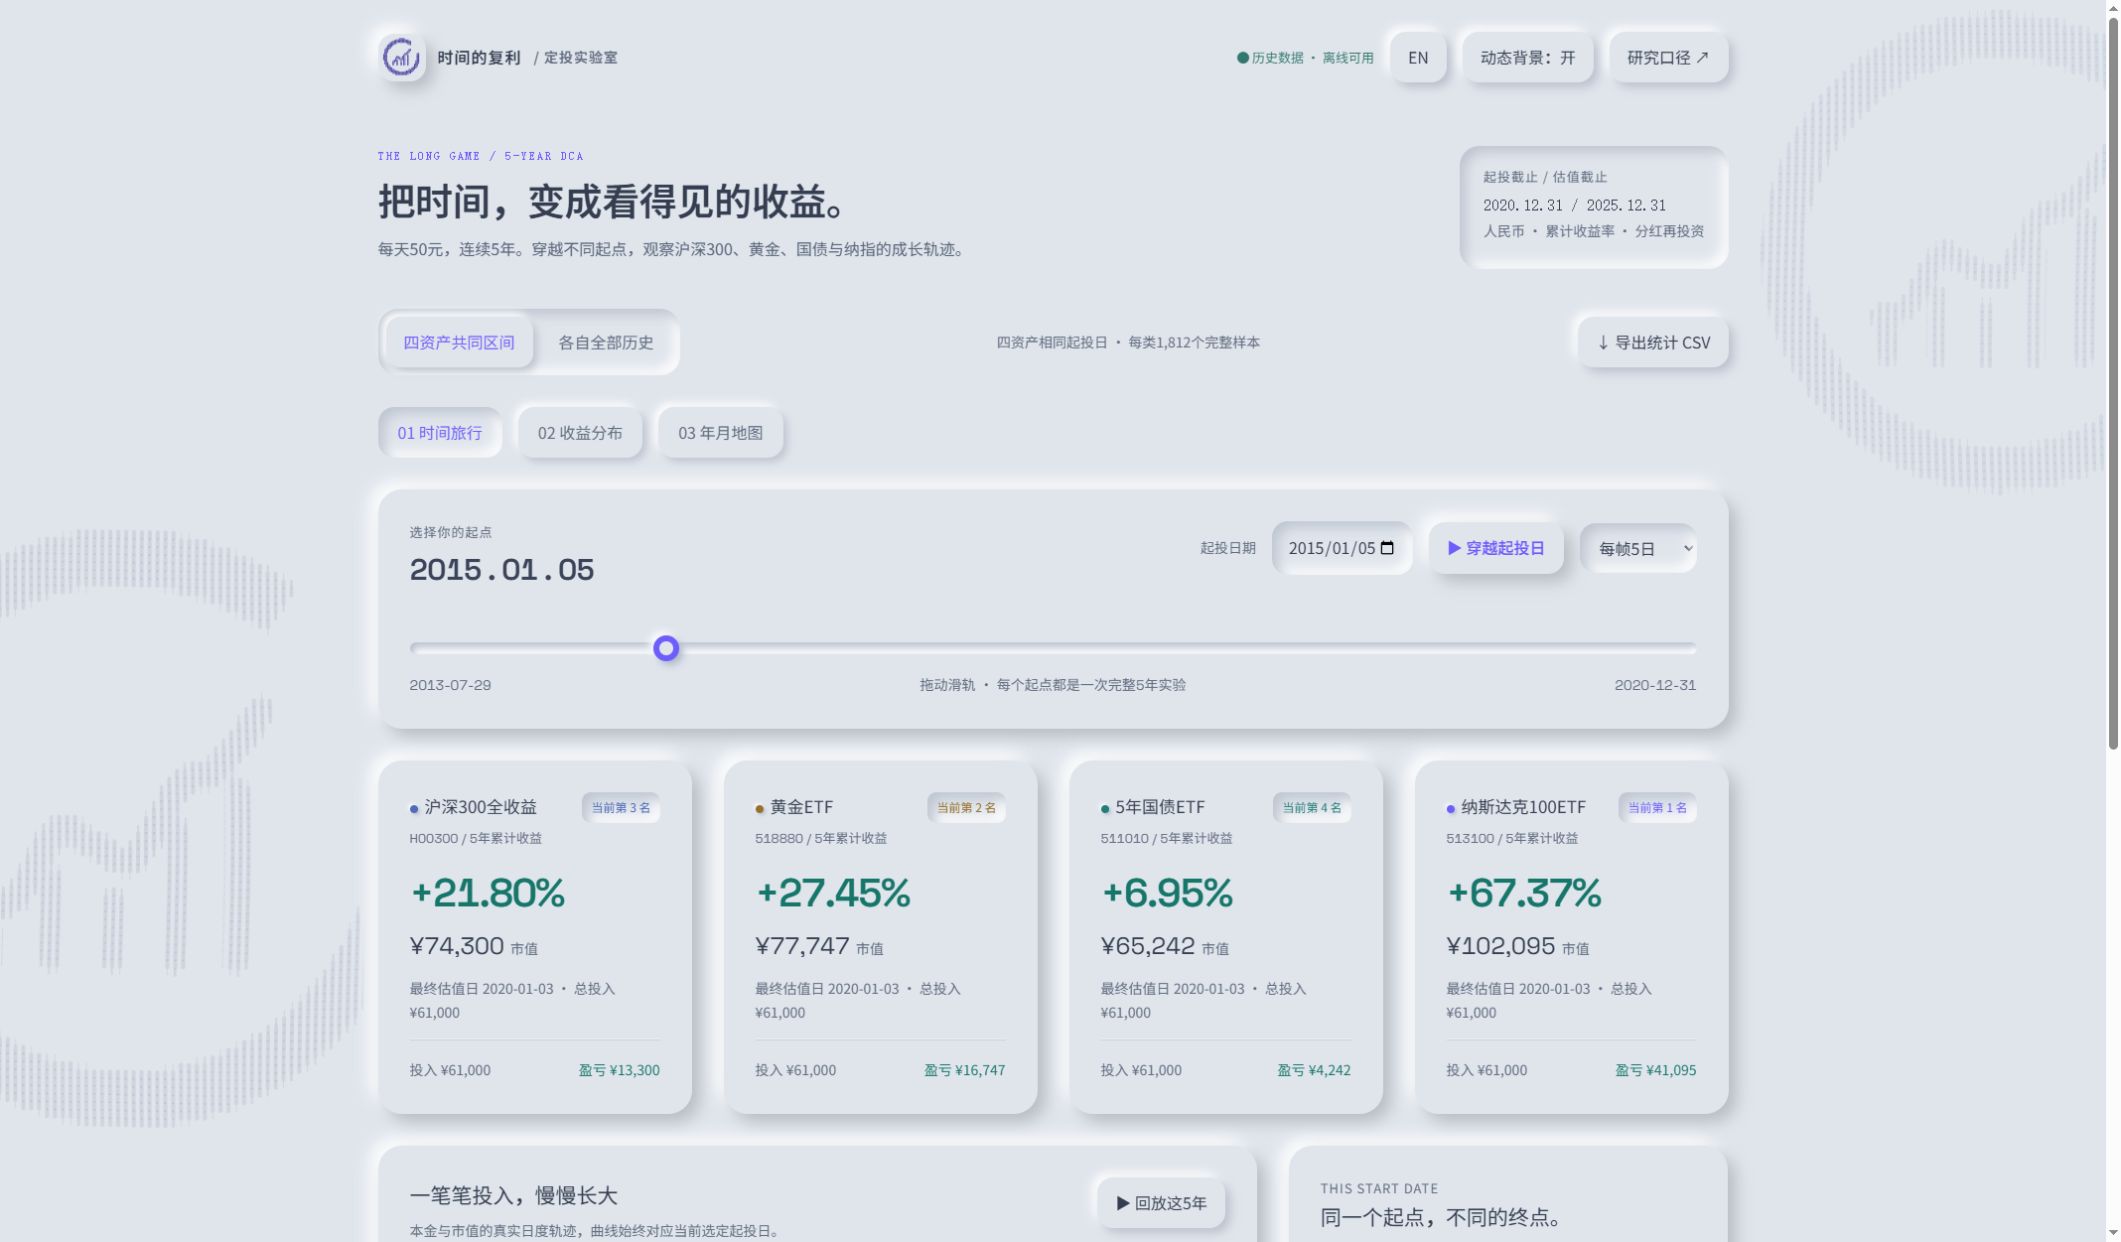 时间的复利 / 定投实验室
历史数据 · 离线可用
EN
动态背景：开
研究口径 ↗
THE LONG GAME / 5-YEAR DCA
把时间，变成看得见的收益。
每天50元，连续5年。穿越不同起点，观察沪深300、黄金、国债与纳指的成长轨迹。
起投截止 / 估值截止
2020.12.31 / 2025.12.31
人民币 · 累计收益率 · 分红再投资
四资产共同区间
各自全部历史
四资产相同起投日 · 每类1,812个完整样本
↓ 导出统计 CSV
01 时间旅行
02 收益分布
03 年月地图
选择你的起点
2015.01.05
起投日期
2015/01/05
▶ 穿越起投日
每帧5日
2013-07-29
拖动滑轨 · 每个起点都是一次完整5年实验
2020-12-31
沪深300全收益
当前第 3 名
H00300 / 5年累计收益
+21.80%
¥74,300 市值
最终估值日 2020-01-03 · 总投入
¥61,000
投入 ¥61,000
盈亏 ¥13,300
黄金ETF
当前第 2 名
518880 / 5年累计收益
+27.45%
¥77,747 市值
最终估值日 2020-01-03 · 总投入
¥61,000
投入 ¥61,000
盈亏 ¥16,747
5年国债ETF
当前第 4 名
511010 / 5年累计收益
+6.95%
¥65,242 市值
最终估值日 2020-01-03 · 总投入
¥61,000
投入 ¥61,000
盈亏 ¥4,242
纳斯达克100ETF
当前第 1 名
513100 / 5年累计收益
+67.37%
¥102,095 市值
最终估值日 2020-01-03 · 总投入
¥61,000
投入 ¥61,000
盈亏 ¥41,095
一笔笔投入，慢慢长大
本金与市值的真实日度轨迹，曲线始终对应当前选定起投日。
▶ 回放这5年
THIS START DATE
同一个起点，不同的终点。